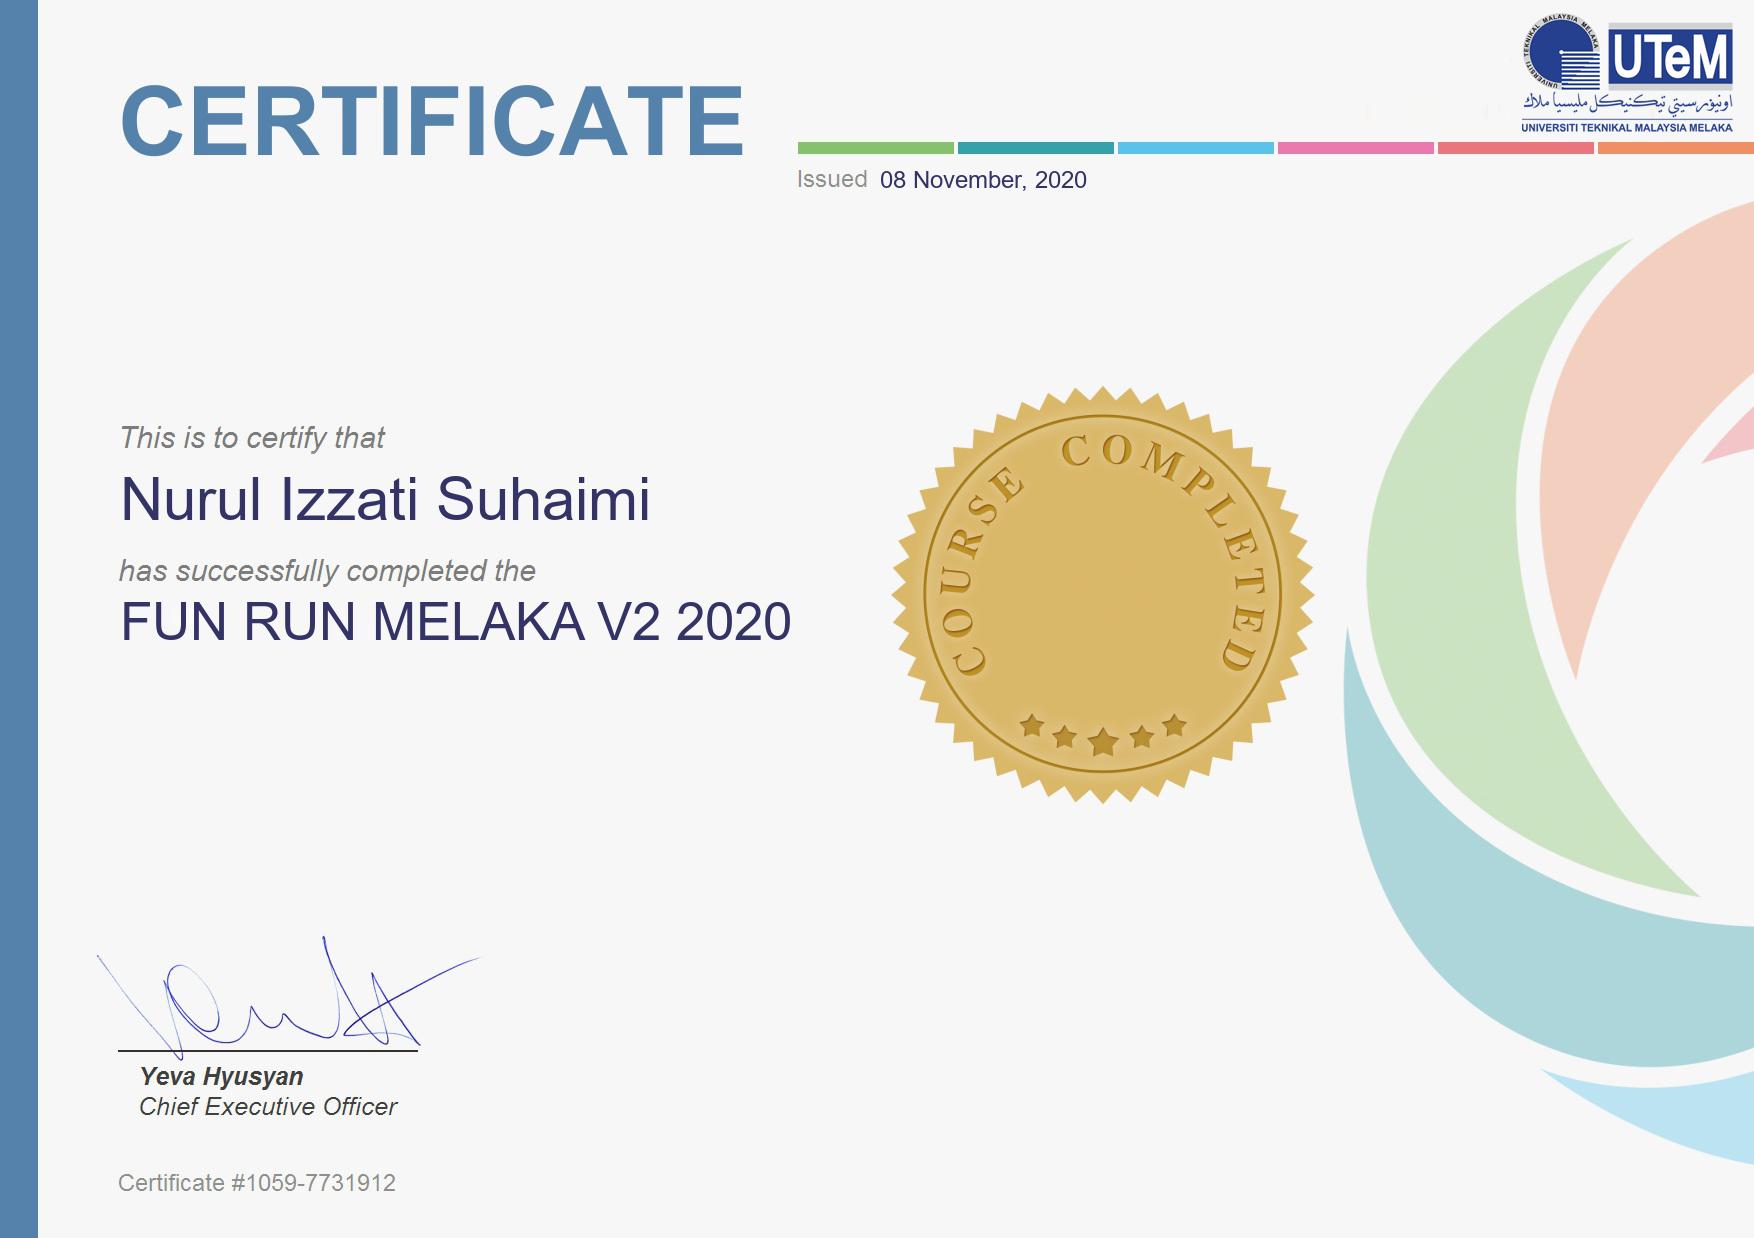 CERTIFICATE
UNIVERSITI TEKNIKAL MALAYSIA MELAKA
UTeM
اونيۏرسيتي تيكنيكل مليسيا ملاك
UNIVERSITI TEKNIKAL MALAYSIA MELAKA
Issued 08 November, 2020
This is to certify that
Nurul Izzati Suhaimi
has successfully completed the
FUN RUN MELAKA V2 2020
COURSE COMPLETED
Yeva Hyusyan
Chief Executive Officer
Certificate #1059-7731912